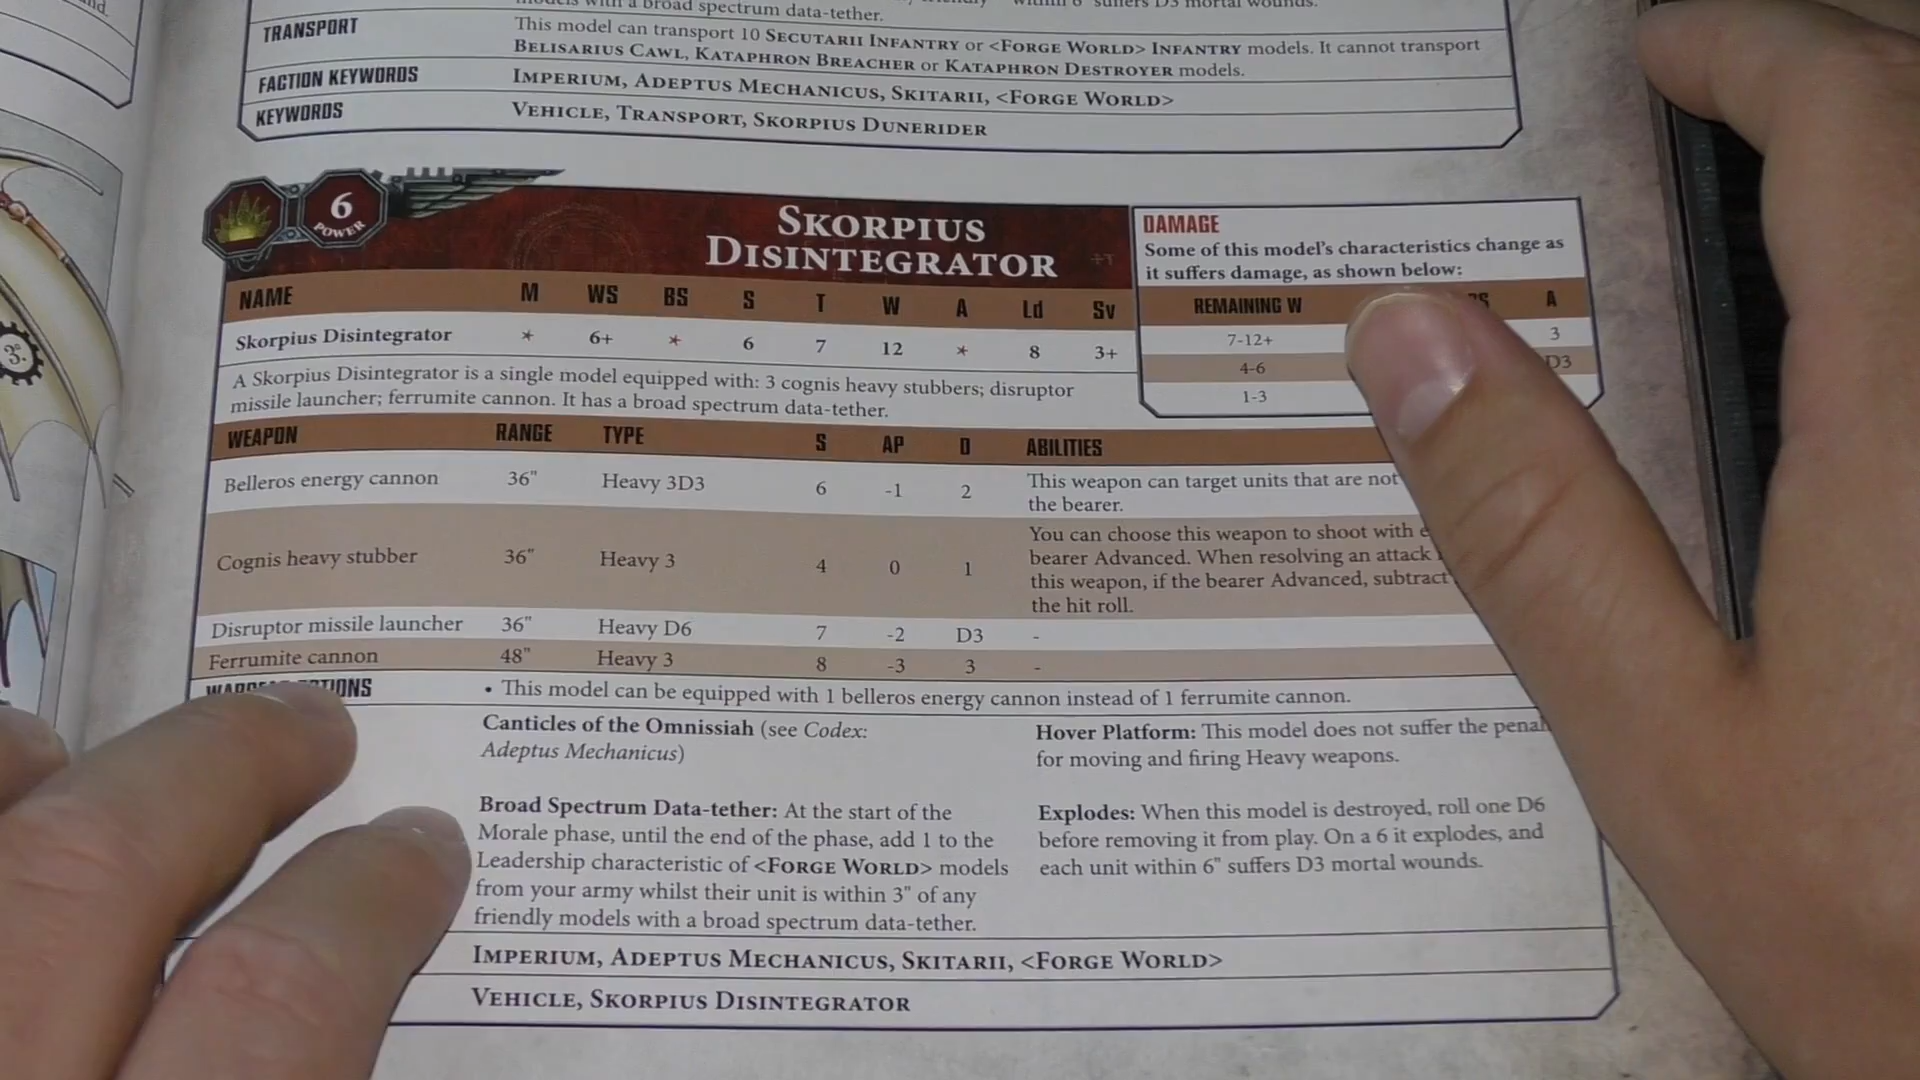 nd.
models with a broad spectrum data-tether.
within 6" suffers D3 mortal wounds.
TRANSPORT
This model can transport 10 SECUTARII INFANTRY or <FORGE WORLD> INFANTRY models. It cannot transport
BELISARIUS CAWL, KATAPHRON BREACHER or KATAPHRON DESTROYER models.
FACTION KEYWORDS
IMPERIUM, ADEPTUS MECHANICUS, SKITARII, <FORGE WORLD>
KEYWORDS
VEHICLE, TRANSPORT, SKORPIUS DUNERIDER
6
POWER
SKORPIUS
DISINTEGRATOR
NAME M WS BS S T W A Ld Sv
Skorpius Disintegrator * 6+ * 6 7 12 * 8 3+
A Skorpius Disintegrator is a single model equipped with: 3 cognis heavy stubbers; disruptor
missile launcher; ferrumite cannon. It has a broad spectrum data-tether.
DAMAGE
Some of this model's characteristics change as
it suffers damage, as shown below:
REMAINING W A
7-12+ 3
4-6 D3
1-3
WEAPON RANGE TYPE S AP D ABILITIES
Belleros energy cannon 36" Heavy 3D3 6 -1 2 This weapon can target units that are not
the bearer.
Cognis heavy stubber 36" Heavy 3 4 0 1 You can choose this weapon to shoot with
bearer Advanced. When resolving an attack
this weapon, if the bearer Advanced, subtract
the hit roll.
Disruptor missile launcher 36" Heavy D6 7 -2 D3 -
Ferrumite cannon 48" Heavy 3 8 -3 3 -
• This model can be equipped with 1 belleros energy cannon instead of 1 ferrumite cannon.
Canticles of the Omnissiah (see Codex:
Adeptus Mechanicus)
Broad Spectrum Data-tether: At the start of the
Morale phase, until the end of the phase, add 1 to the
Leadership characteristic of <FORGE WORLD> models
from your army whilst their unit is within 3" of any
friendly models with a broad spectrum data-tether.
Hover Platform: This model does not suffer the
for moving and firing Heavy weapons.
Explodes: When this model is destroyed, roll one D6
before removing it from play. On a 6 it explodes, and
each unit within 6" suffers D3 mortal wounds.
IMPERIUM, ADEPTUS MECHANICUS, SKITARII, <FORGE WORLD>
VEHICLE, SKORPIUS DISINTEGRATOR
3.